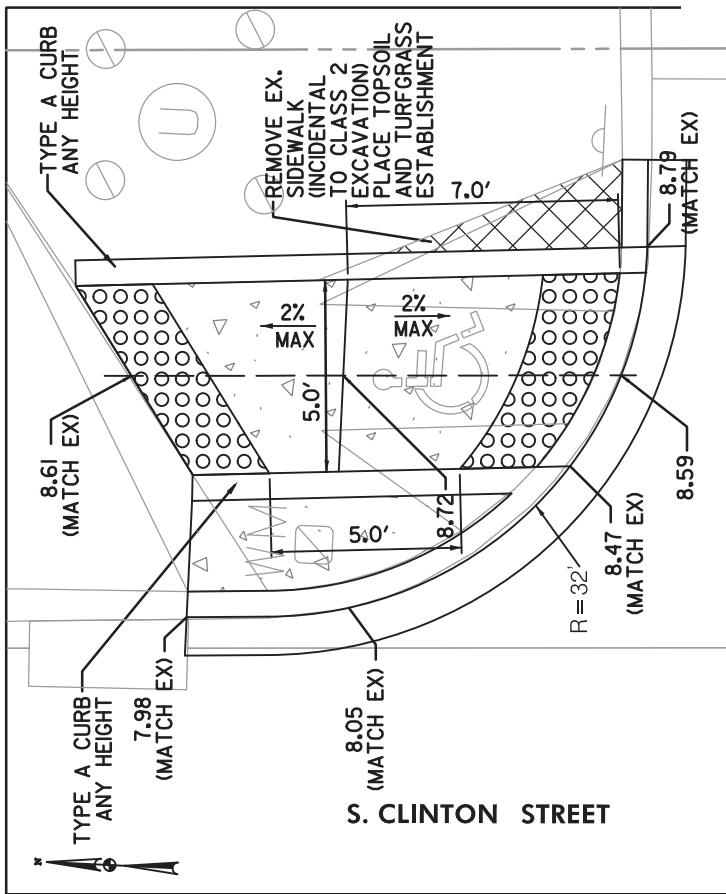 TYPE A CURB
ANY HEIGHT
REMOVE EX.
SIDEWALK
(INCIDENTAL
TO CLASS 2
EXCAVATION)
PLACE TOPSOIL
AND TURFGRASS
ESTABLISHMENT
U
7.0'
8.79
(MATCH EX)
2%
MAX
2%
MAX
5.0'
8.61
(MATCH EX)
8.72
5.0'
8.59
8.47
(MATCH EX)
R = 32'
TYPE A CURB
ANY HEIGHT
7.98
(MATCH EX)
8.05
(MATCH EX)
S. CLINTON STREET
N